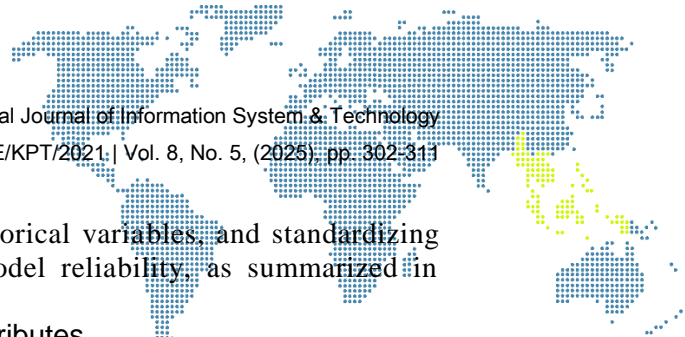 al Journal of Information System & Technology
E/KPT/2021 | Vol. 8, No. 5, (2025), pp. 302-311
orical variables, and standardizing
odel reliability, as summarized in
ributes